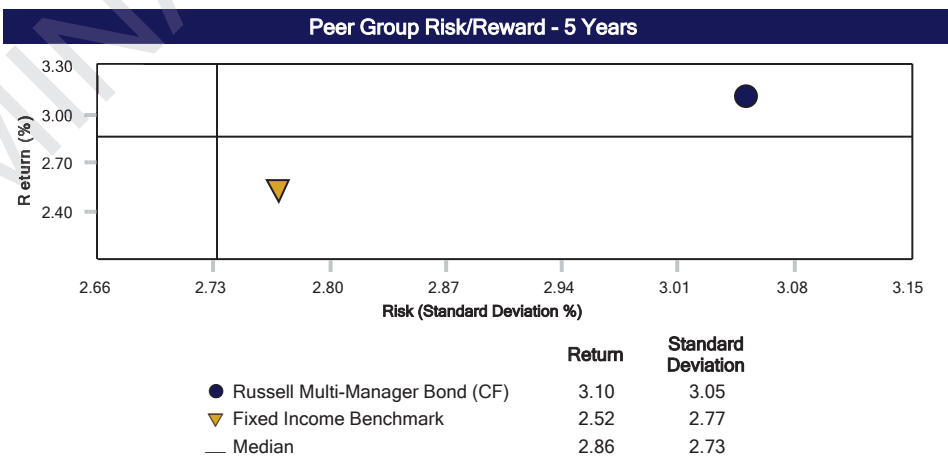 Peer Group Risk/Reward - 5 Years
3.30
3.00
2.70
2.40
R eturn (%)
2.66 2.73 2.80 2.87 2.94 3.01 3.08 3.15
Risk (Standard Deviation %)
Return Standard Deviation
Russell Multi-Manager Bond (CF) 3.10 3.05
Fixed Income Benchmark 2.52 2.77
Median 2.86 2.73